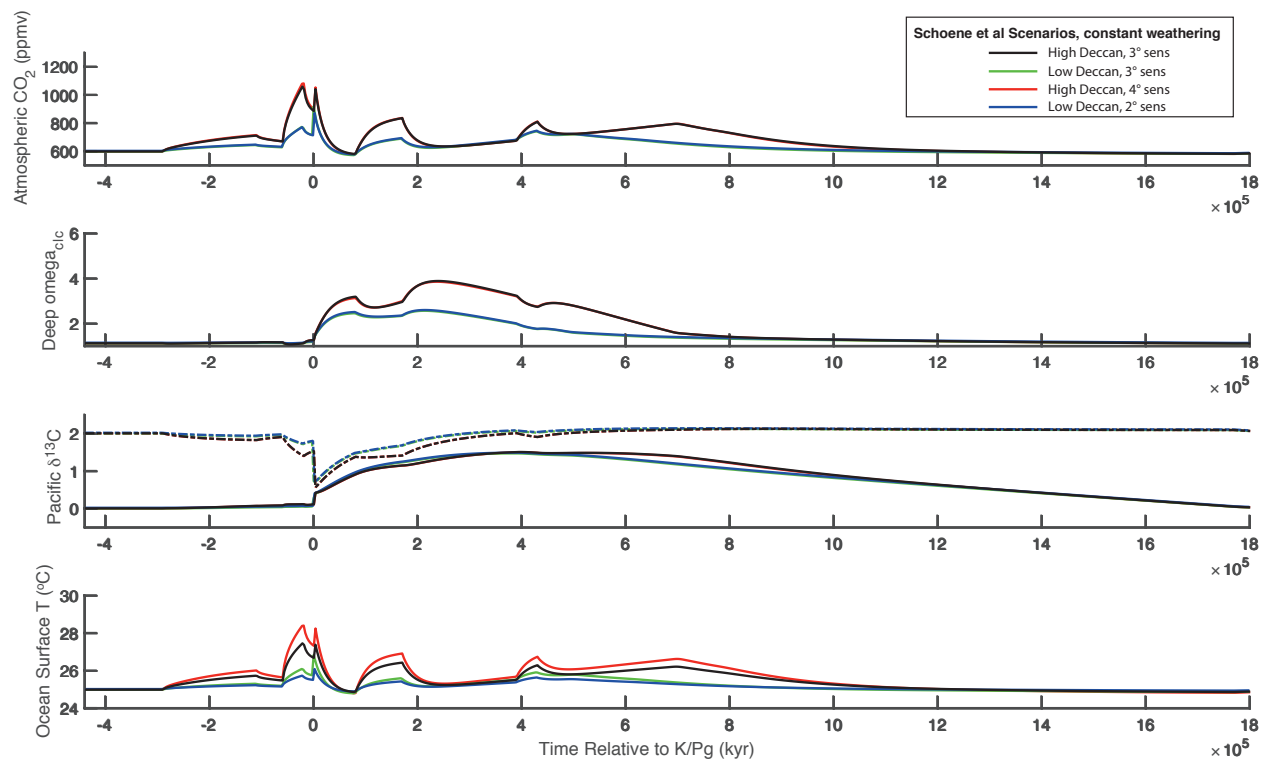 Schoene et al Scenarios, constant weathering
High Deccan, 3° sens
Low Deccan, 3° sens
High Deccan, 4° sens
Low Deccan, 2° sens
Atmospheric CO2 (ppmv)
1200
1000
800
600
-4 -2 0 2 4 6 8 10 12 14 16 18
× 10^5
Deep omega_clc
6
4
2
-4 -2 0 2 4 6 8 10 12 14 16 18
× 10^5
Pacific δ13C
2
1
0
-4 -2 0 2 4 6 8 10 12 14 16 18
× 10^5
Ocean Surface T (ºC)
30
28
26
24
-4 -2 0 2 4 6 8 10 12 14 16 18
Time Relative to K/Pg (kyr)
× 10^5